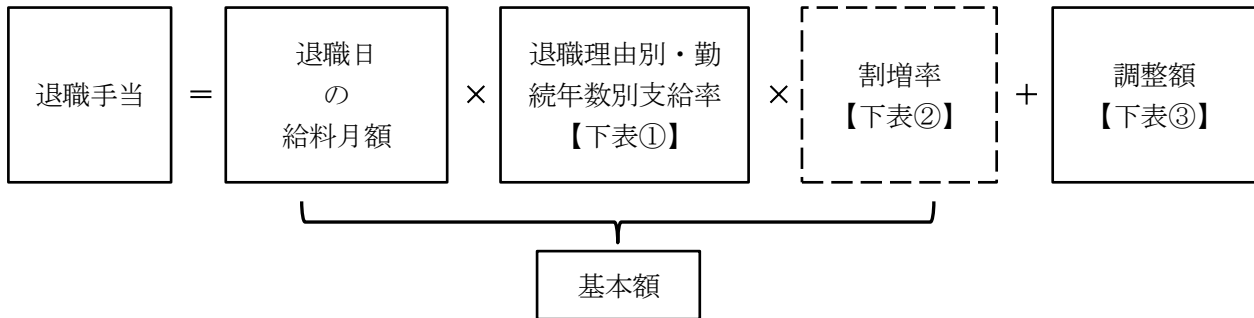 退職手当
＝
退職日
の
給料月額
×
退職理由別・勤
続年数別支給率
【下表①】
×
割増率
【下表②】
＋
調整額
【下表③】
基本額